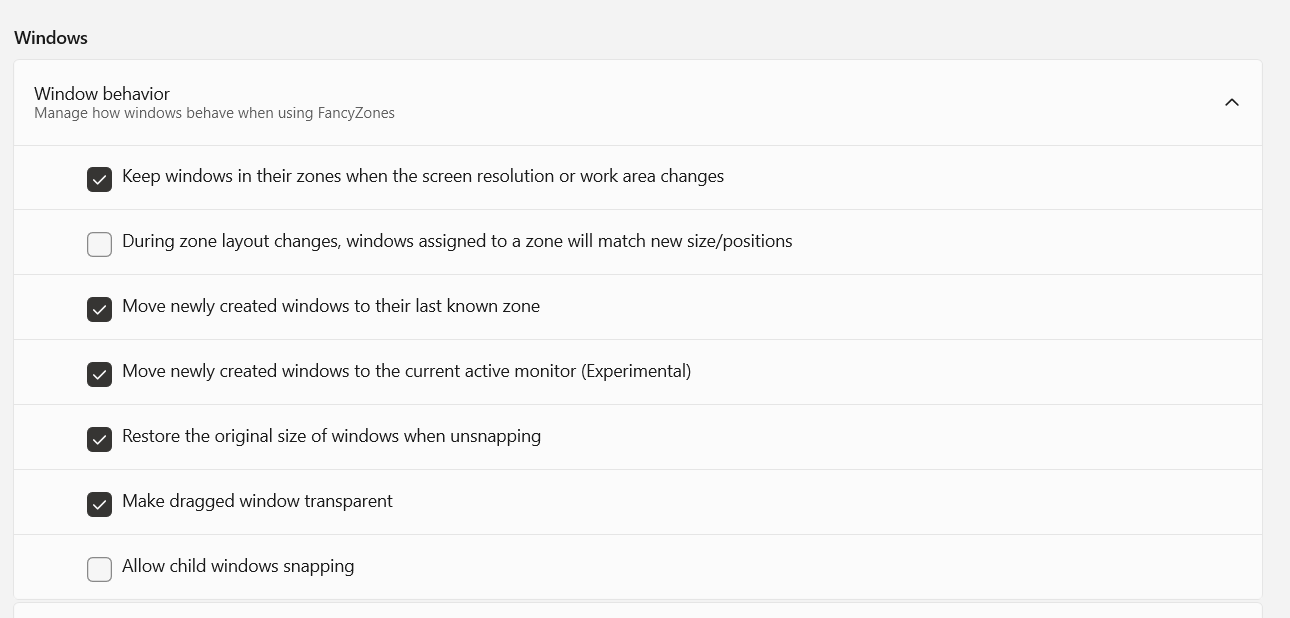 Windows
Window behavior
Manage how windows behave when using FancyZones
Keep windows in their zones when the screen resolution or work area changes
During zone layout changes, windows assigned to a zone will match new size/positions
Move newly created windows to their last known zone
Move newly created windows to the current active monitor (Experimental)
Restore the original size of windows when unsnapping
Make dragged window transparent
Allow child windows snapping